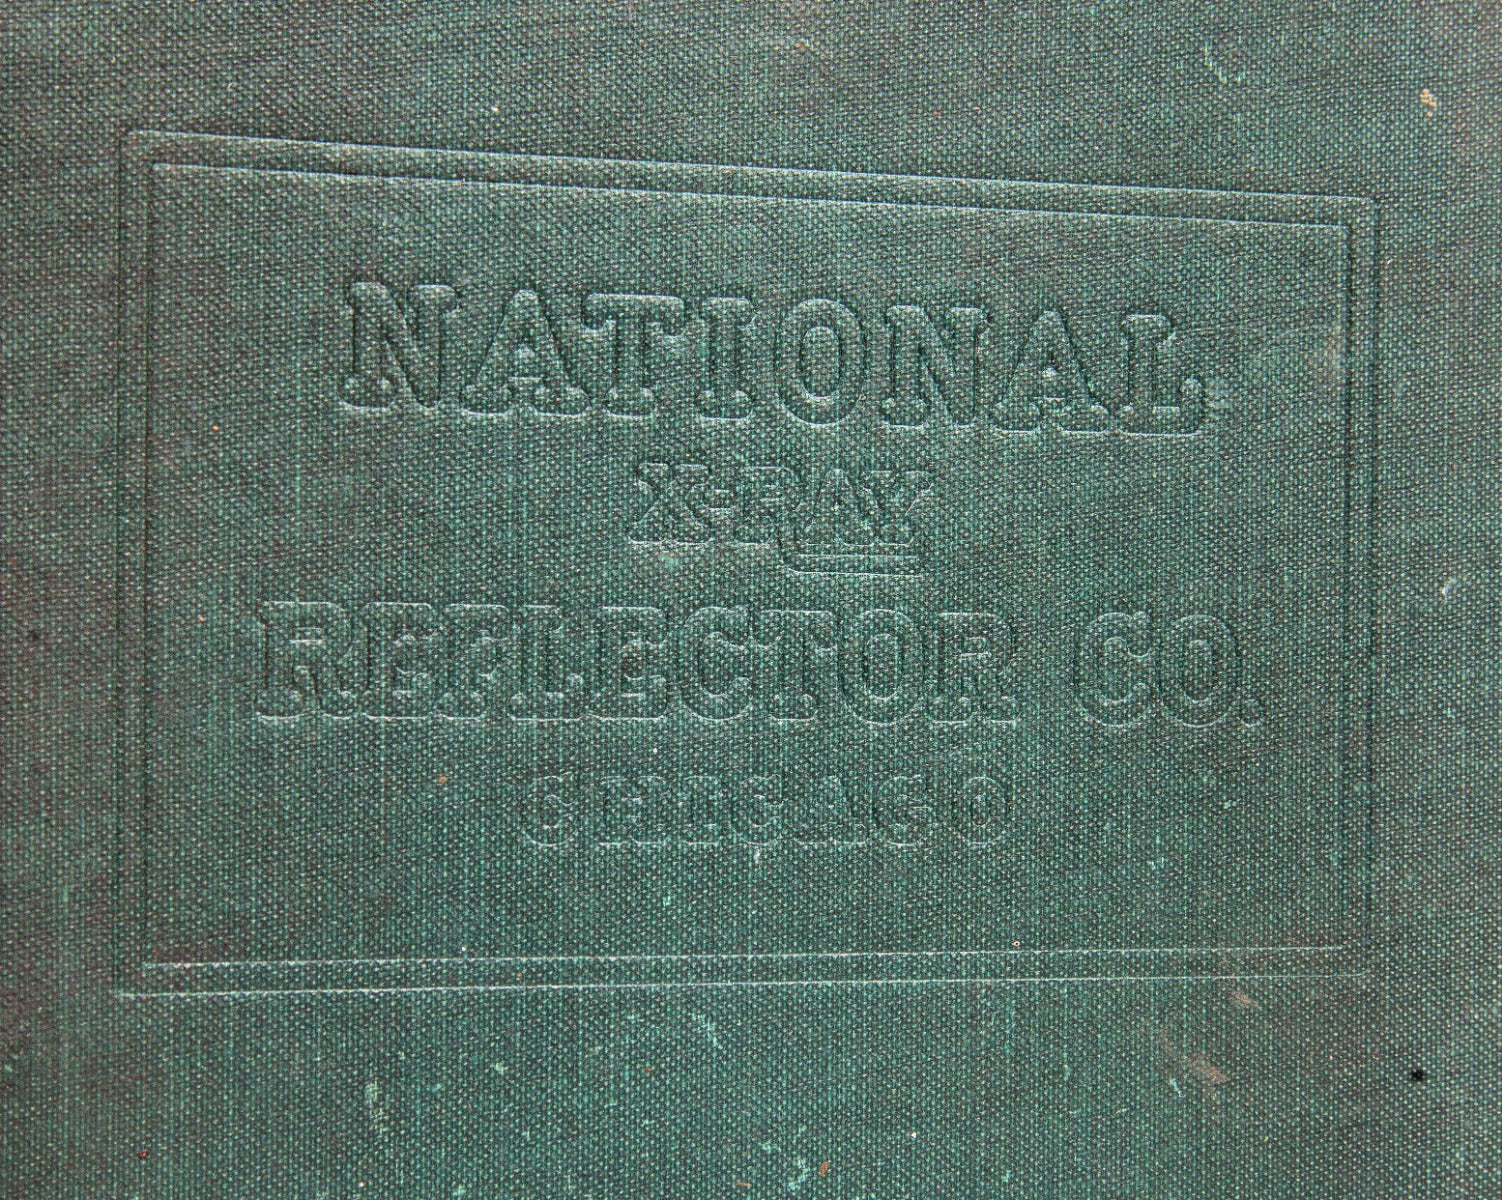 NATIONAL
X-RAY
REFLECTOR CO.
CHICAGO